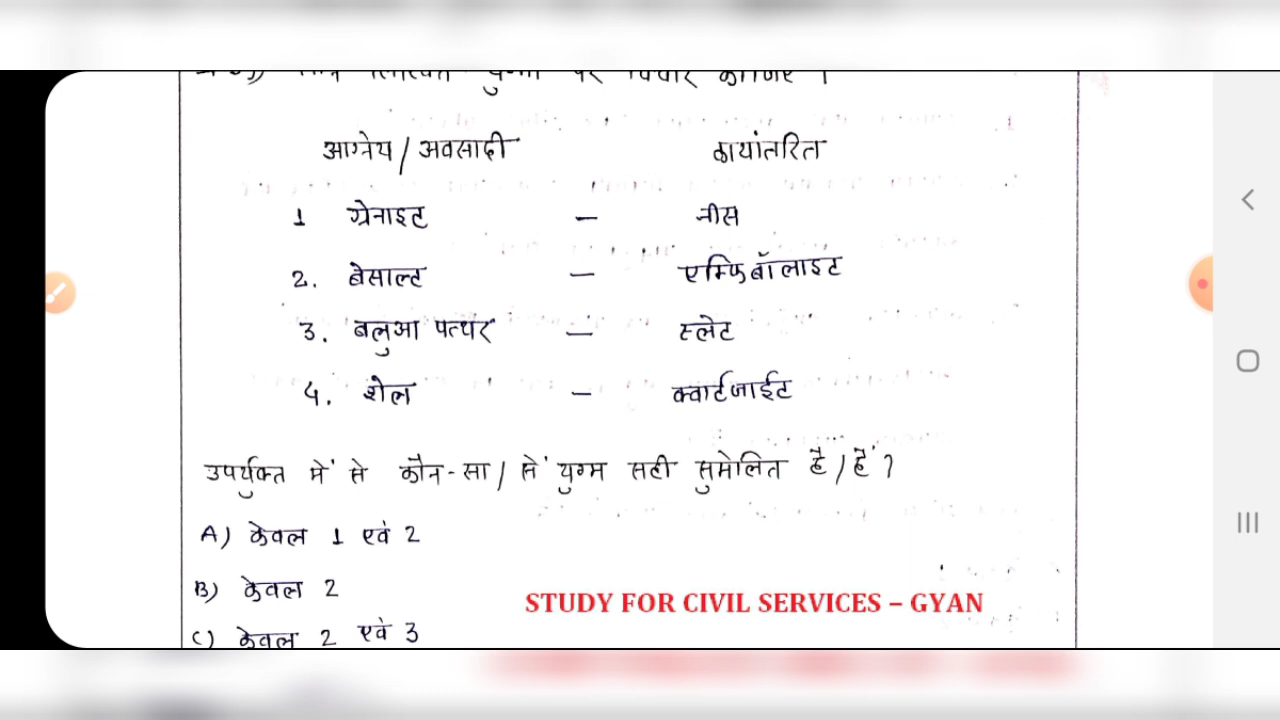 आग्नेय / अवसादी कायांतरित
1 ग्रेनाइट — नीस
2. बेसाल्ट — एम्फिबॉलाइट
3. बलुआ पत्थर — स्लेट
4. शेल — क्वार्टजाईट
उपर्युक्त में से कौन-सा / से युग्म सही सुमेलित है / हैं ?
A) केवल 1 एवं 2
B) केवल 2
STUDY FOR CIVIL SERVICES – GYAN
C) केवल 2 एवं 3